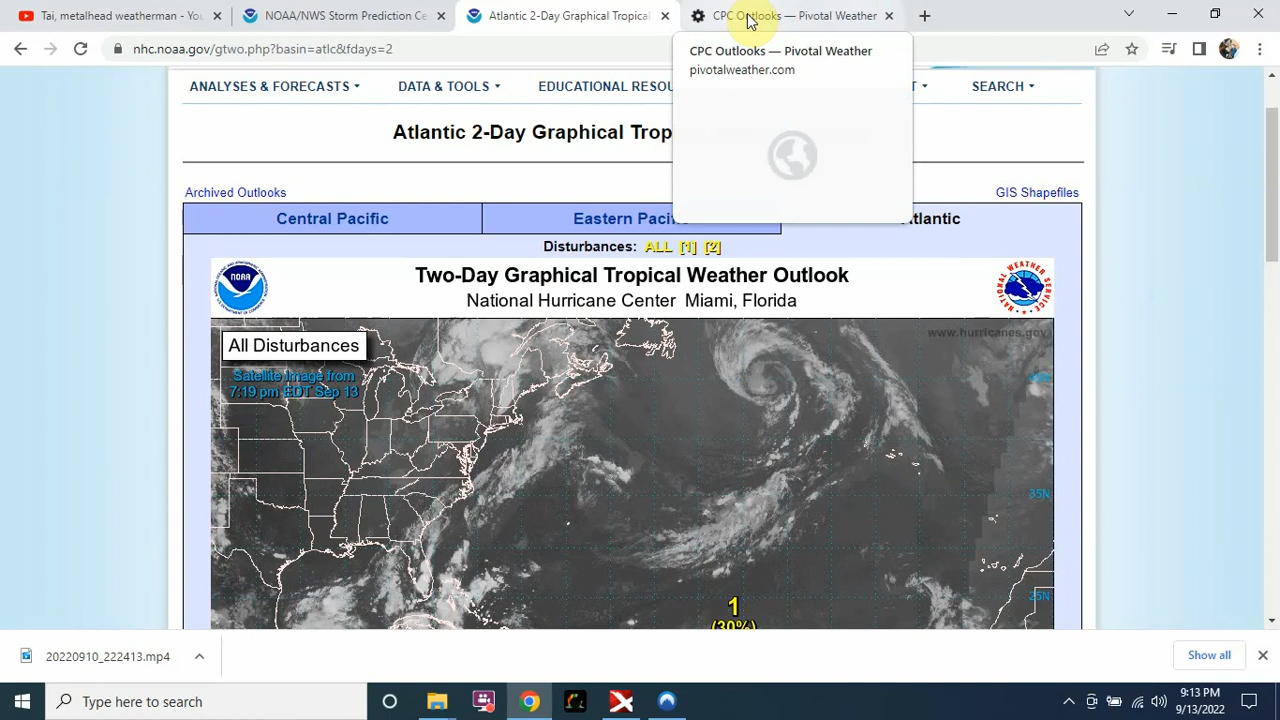 Tai, metalhead weatherman - You
NOAA/NWS Storm Prediction Ce
Atlantic 2-Day Graphical Tropical
CPC Outlooks — Pivotal Weather
nhc.noaa.gov/gtwo.php?basin=atlc&fdays=2
CPC Outlooks — Pivotal Weather
pivotalweather.com
ANALYSES & FORECASTS
DATA & TOOLS
EDUCATIONAL RESOU
T
SEARCH
Atlantic 2-Day Graphical Trop
Archived Outlooks
GIS Shapefiles
Central Pacific
Eastern Pacifi
tlantic
Disturbances: ALL [1] [2]
NOAA
Two-Day Graphical Tropical Weather Outlook
National Hurricane Center Miami, Florida
All Disturbances
www.hurricanes.gov
Satellite Image from
7:19 pm EDT Sep 13
35N
25N
1
(30%)
20220910_222413.mp4
Show all
Type here to search
9:13 PM
9/13/2022